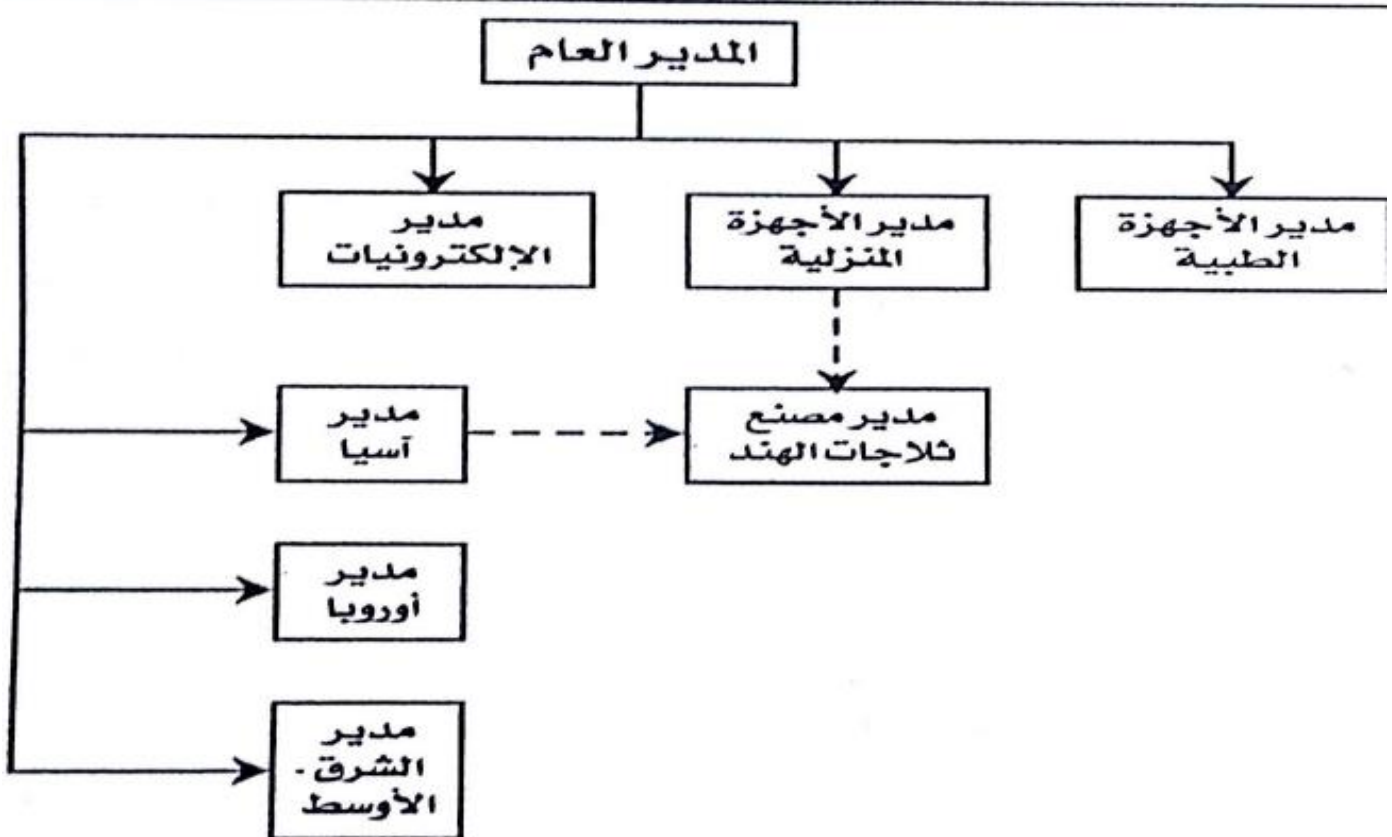 المدير العام
مدير الأجهزة
الطبية
مدير الأجهزة
المنزلية
مدير
الإلكترونيات
مدير
آسيا
مدير مصنع
ثلاجات الهند
مدير
أوروبا
مدير
الشرق -
الأوسط